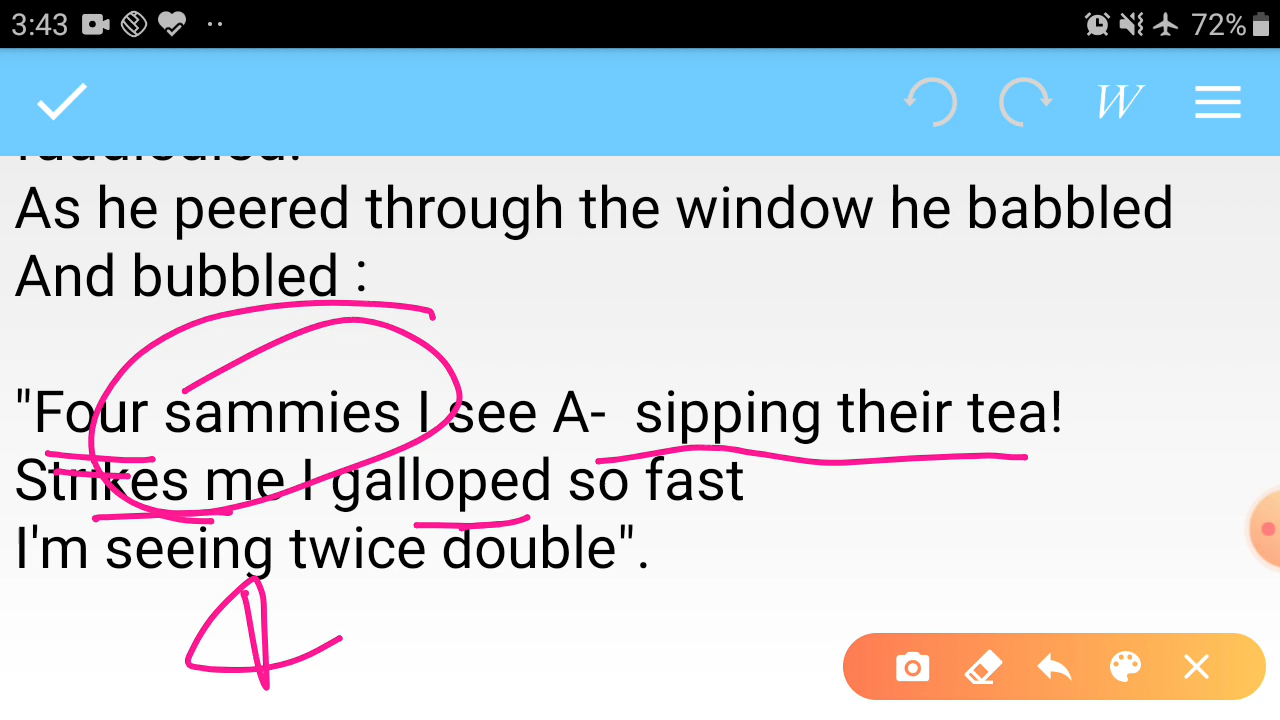 3:43 72%
W
As he peered through the window he babbled
And bubbled :
"Four sammies I see A- sipping their tea!
Strikes me I galloped so fast
I'm seeing twice double".
4